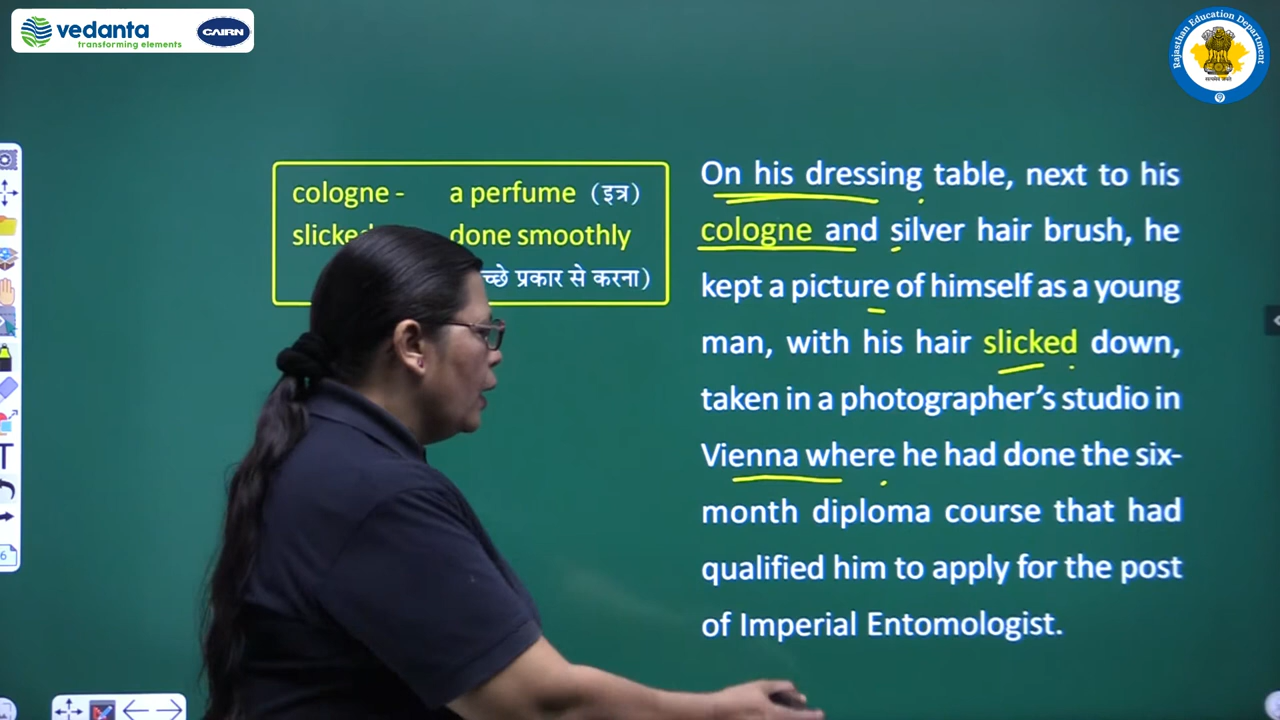 vedanta
transforming elements
CAIRN
Rajasthan Education Department
cologne - a perfume (इत्र)
done smoothly
प्रकार से करना)
On his dressing table, next to his
cologne and silver hair brush, he
kept a picture of himself as a young
man, with his hair slicked down,
taken in a photographer's studio in
Vienna where he had done the six-
month diploma course that had
qualified him to apply for the post
of Imperial Entomologist.